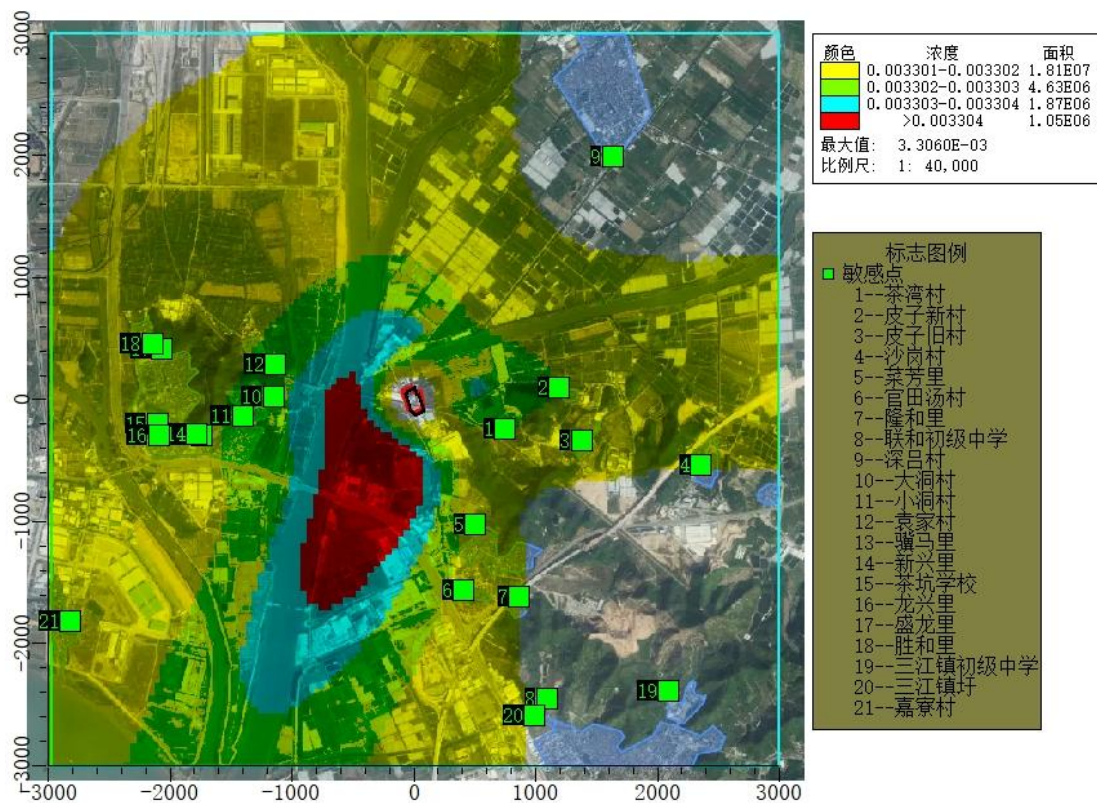 颜色 浓度 面积
0.003301-0.003302 1.81E07
0.003302-0.003303 4.63E06
0.003303-0.003304 1.87E06
>0.003304 1.05E06
最大值: 3.3060E-03
比例尺: 1: 40,000
标志图例
敏感点
1--茶湾村
2--皮子新村
3--皮子旧村
4--沙岗村
5--菜芳里
6--官田汤村
7--隆和里
8--联和初级中学
9--深吕村
10--大洞村
11--小洞村
12--袁家村
13--骥马里
14--新兴里
15--茶坑学校
16--龙兴里
17--盛龙里
18--胜和里
19--三江镇初级中学
20--三江镇圩
21--嘉寮村
3000
2000
1000
0
-1000
-2000
-3000
-3000 -2000 -1000 0 1000 2000 3000
9
18
12
2
10
11
1
15
16
14
3
4
5
6
7
21
19
8
20